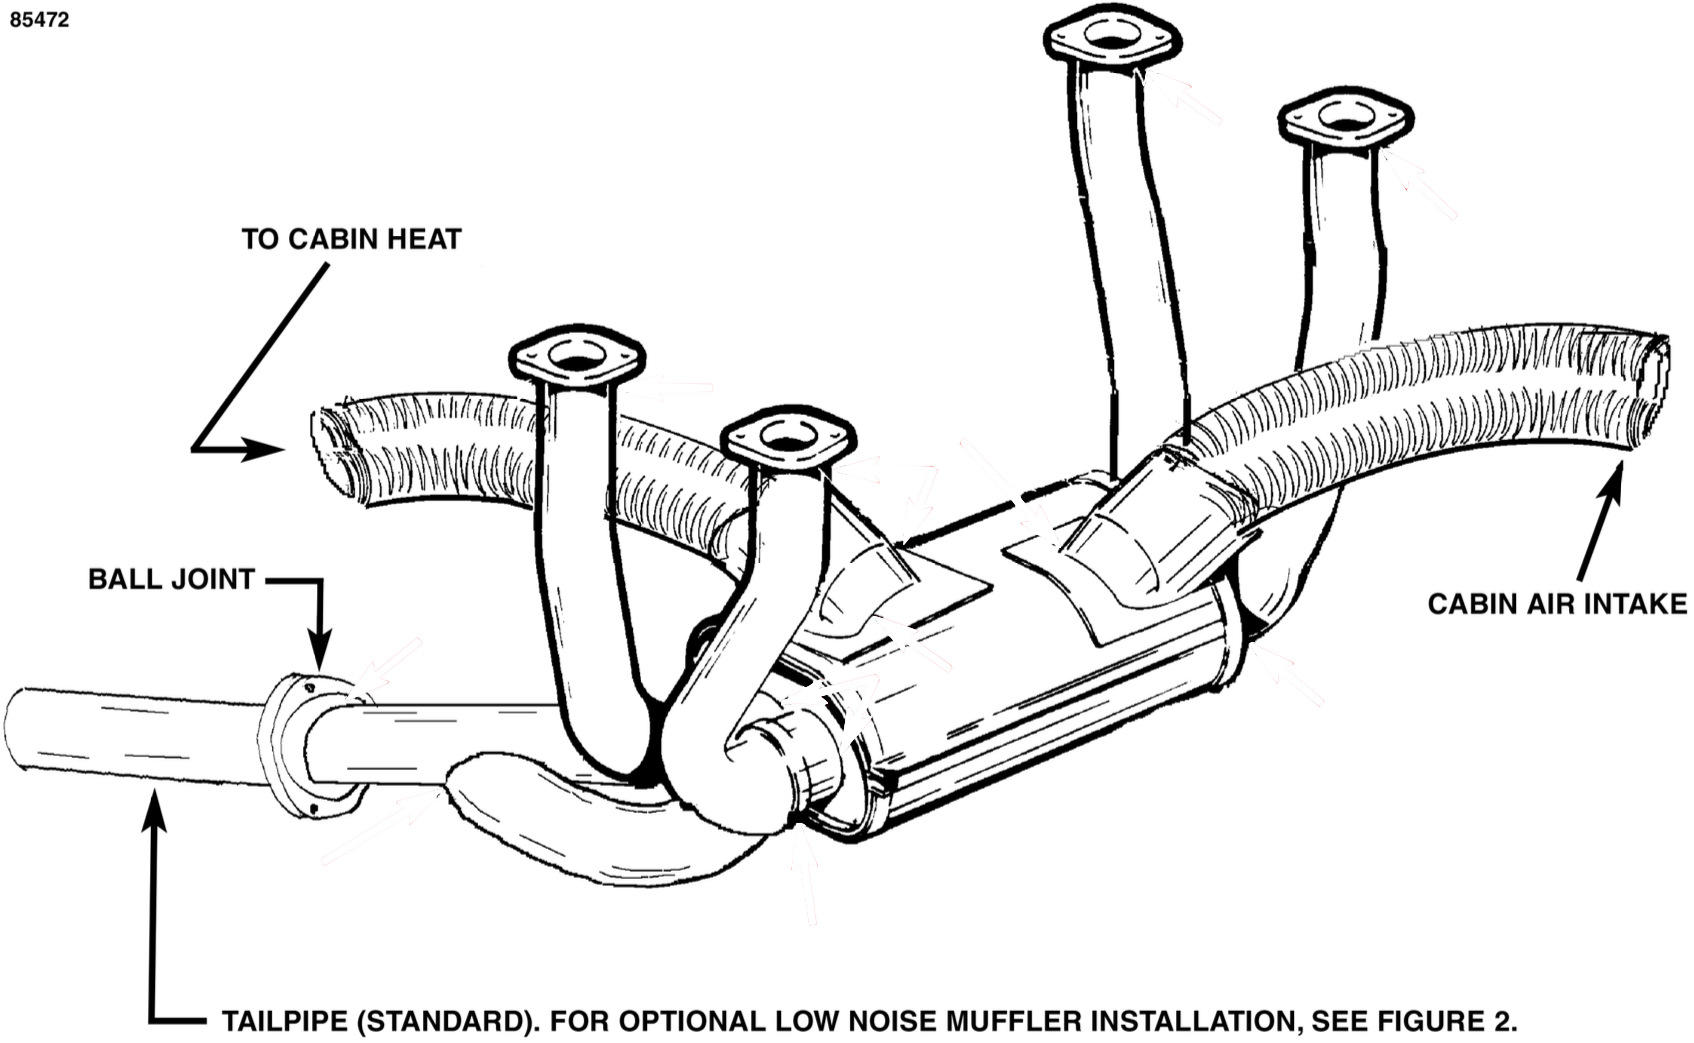 85472
TO CABIN HEAT
BALL JOINT
CABIN AIR INTAKE
TAILPIPE (STANDARD). FOR OPTIONAL LOW NOISE MUFFLER INSTALLATION, SEE FIGURE 2.